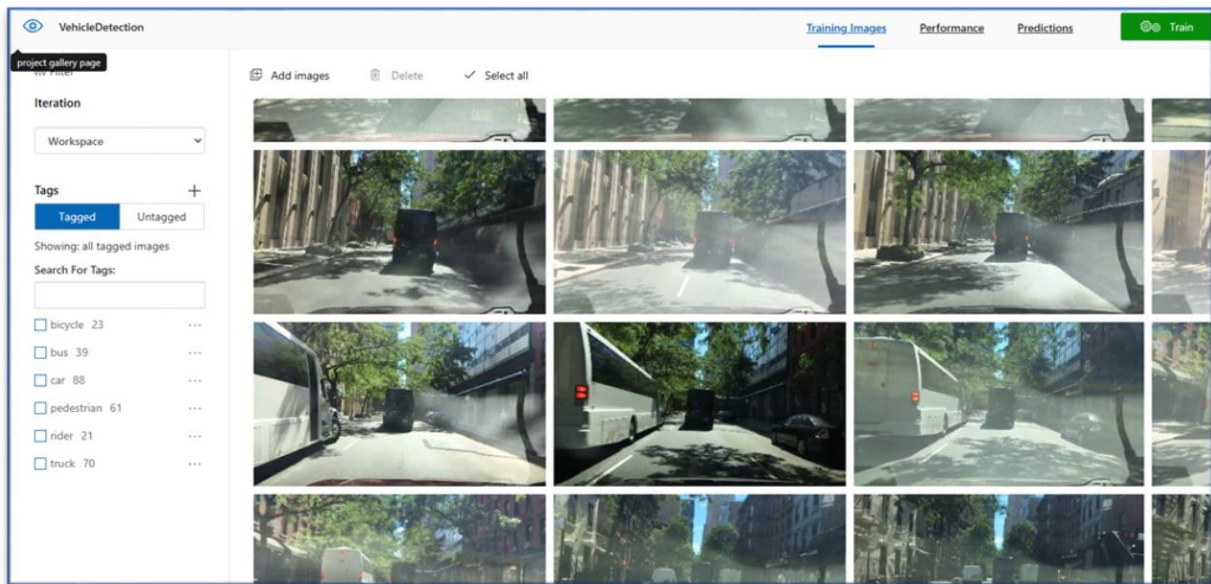 VehicleDetection
Training Images
Performance
Predictions
Train
project gallery page
Filter
Add images
Delete
Select all
Iteration
Workspace
Tags
+
Tagged
Untagged
Showing: all tagged images
Search For Tags:
bicycle 23 ...
bus 39 ...
car 88 ...
pedestrian 61 ...
rider 21 ...
truck 70 ...